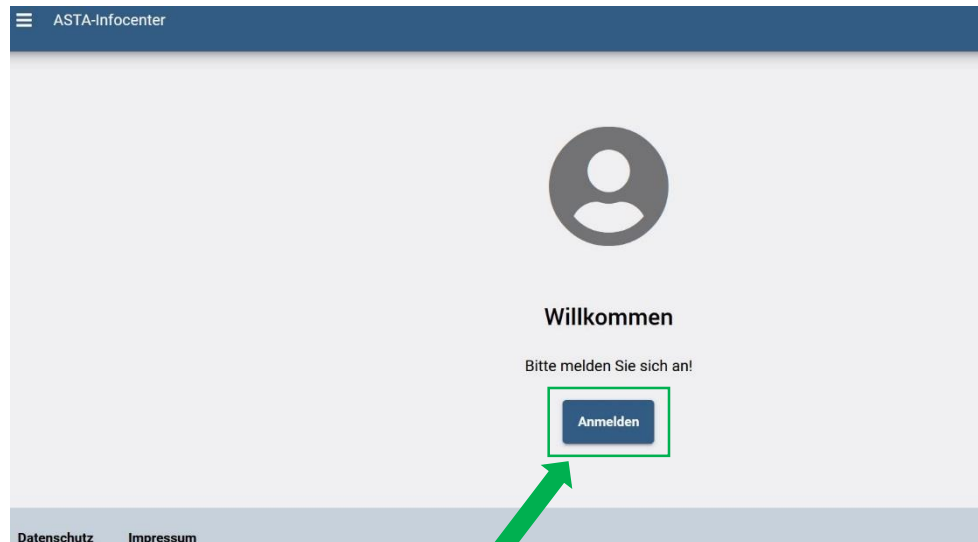 ASTA-Infocenter
Willkommen
Bitte melden Sie sich an!
Anmelden
Datenschutz Impressum